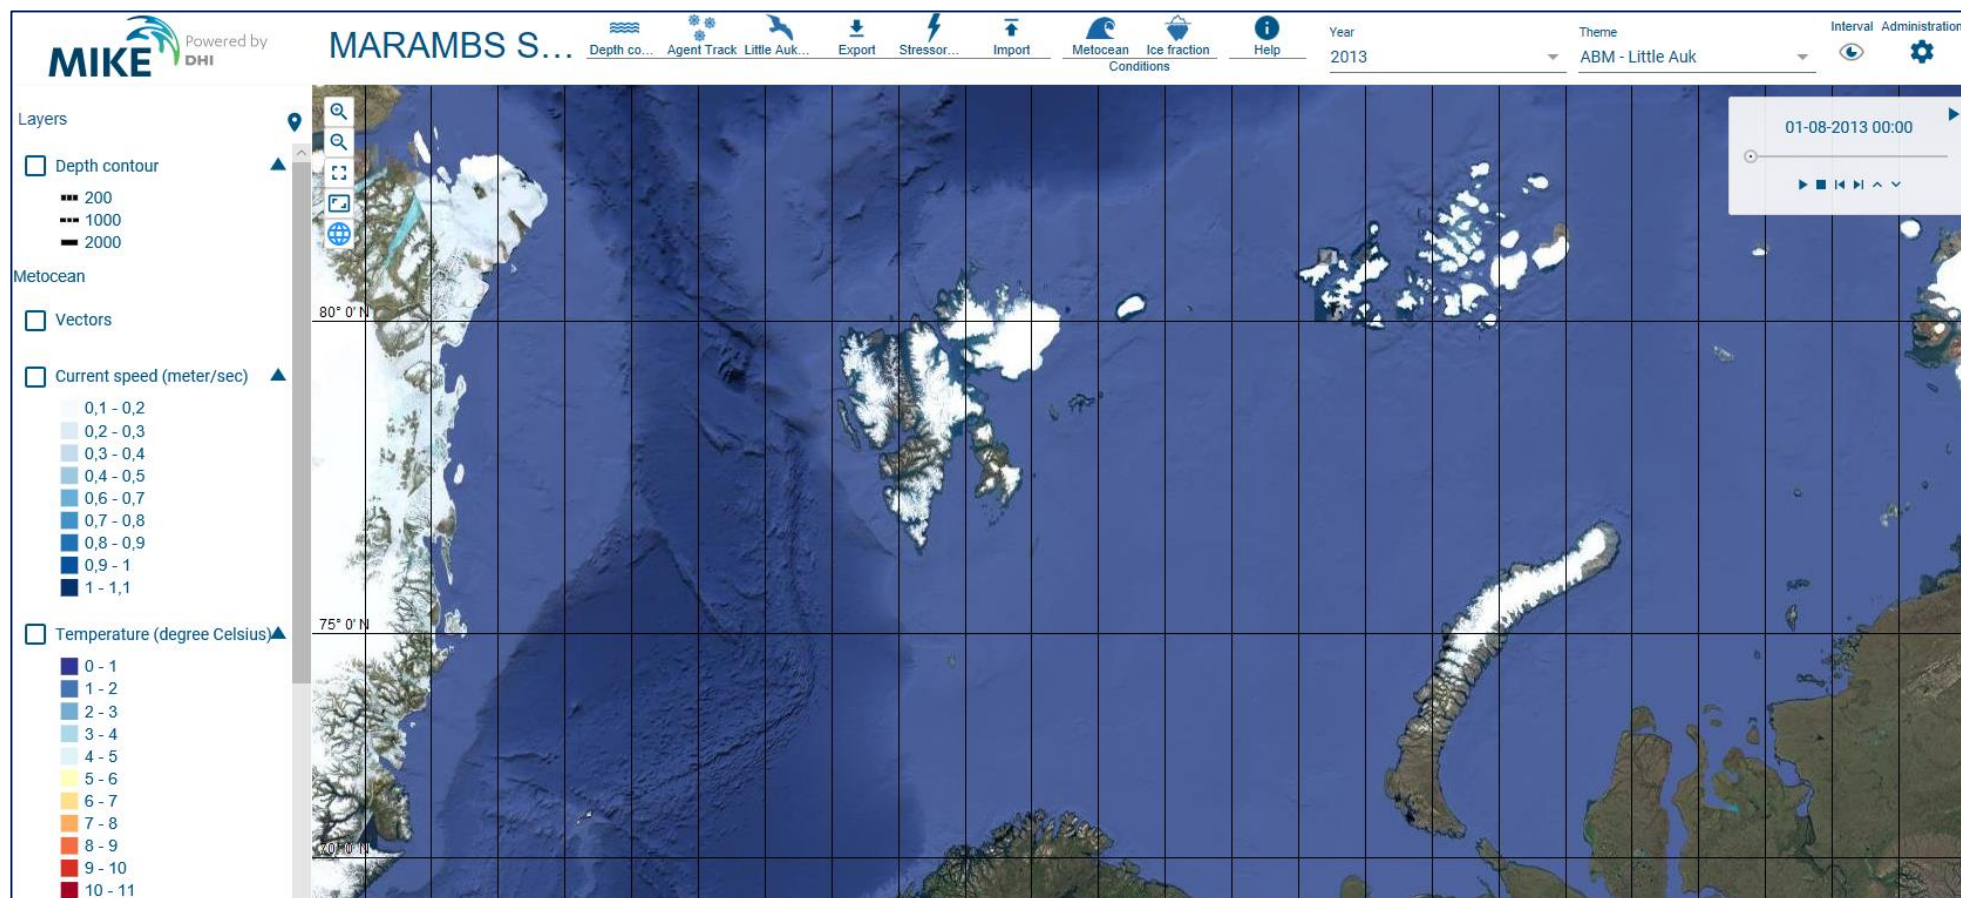 MIKE Powered by
DHI
MARAMBS S...
Depth co... Agent Track Little Auk... Export Stressor... Import Metocean Ice fraction Help
Conditions
Year
2013
Theme
ABM - Little Auk
Interval Administration
Layers
Depth contour
200
1000
2000
Metocean
Vectors
Current speed (meter/sec)
0,1 - 0,2
0,2 - 0,3
0,3 - 0,4
0,4 - 0,5
0,6 - 0,7
0,7 - 0,8
0,8 - 0,9
0,9 - 1
1 - 1,1
Temperature (degree Celsius)
0 - 1
1 - 2
2 - 3
3 - 4
4 - 5
5 - 6
6 - 7
7 - 8
8 - 9
9 - 10
10 - 11
01-08-2013 00:00
80° 0' N
75° 0' N
70° 0' N